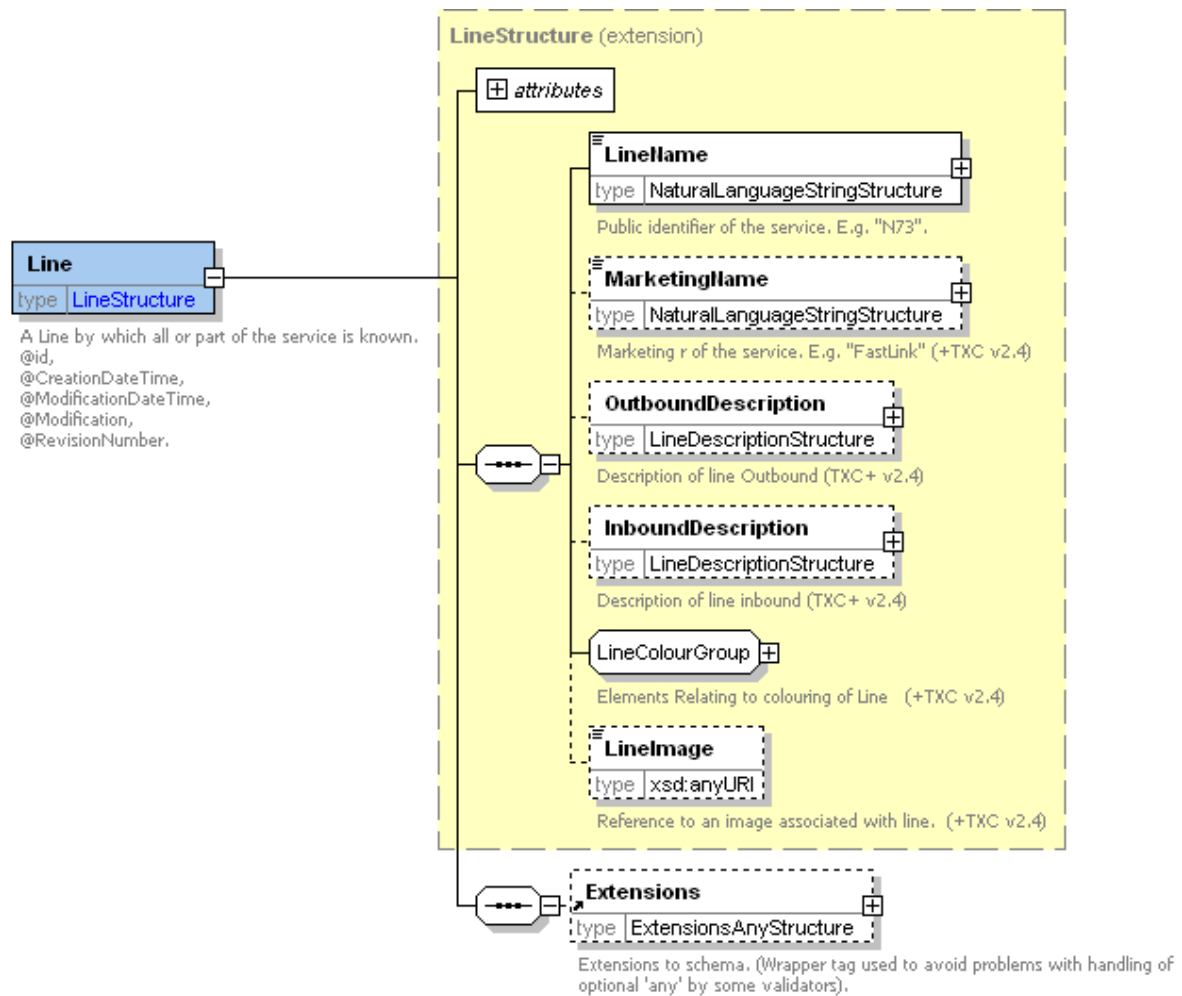 LineStructure (extension)
attributes
LineName
type NaturalLanguageStringStructure
Public identifier of the service. E.g. "N73".
Line
type LineStructure
A Line by which all or part of the service is known.
@id,
@CreationDateTime,
@ModificationDateTime,
@Modification,
@RevisionNumber.
MarketingName
type NaturalLanguageStringStructure
Marketing r of the service. E.g. "FastLink" (+TXC v2.4)
OutboundDescription
type LineDescriptionStructure
Description of line Outbound (TXC+ v2.4)
InboundDescription
type LineDescriptionStructure
Description of line inbound (TXC+ v2.4)
LineColourGroup
Elements Relating to colouring of Line (+TXC v2.4)
LineImage
type xsd:anyURI
Reference to an image associated with line. (+TXC v2.4)
Extensions
type ExtensionsAnyStructure
Extensions to schema. (Wrapper tag used to avoid problems with handling of
optional 'any' by some validators).